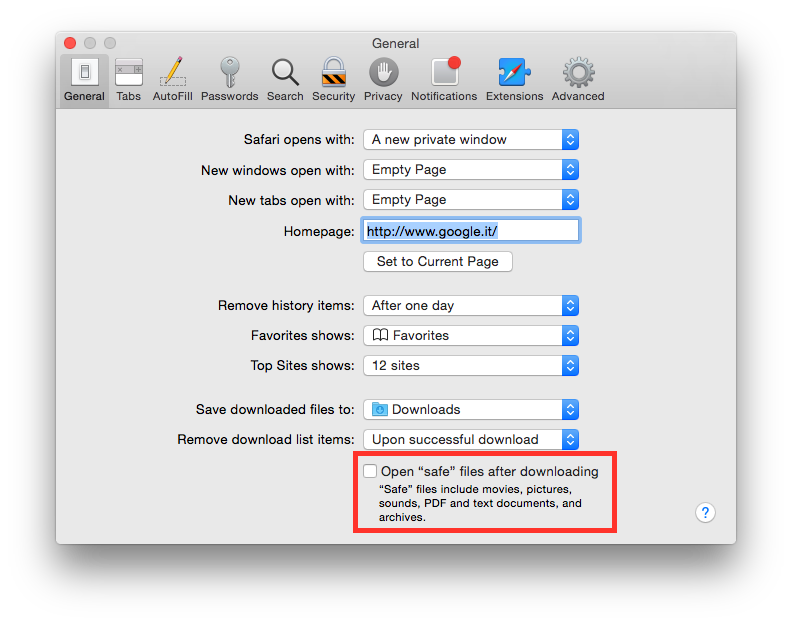 General
General Tabs AutoFill Passwords Search Security Privacy Notifications Extensions Advanced
Safari opens with: A new private window
New windows open with: Empty Page
New tabs open with: Empty Page
Homepage: http://www.google.it/
Set to Current Page
Remove history items: After one day
Favorites shows: Favorites
Top Sites shows: 12 sites
Save downloaded files to: Downloads
Remove download list items: Upon successful download
Open “safe” files after downloading
“Safe” files include movies, pictures,
sounds, PDF and text documents, and
archives.
?